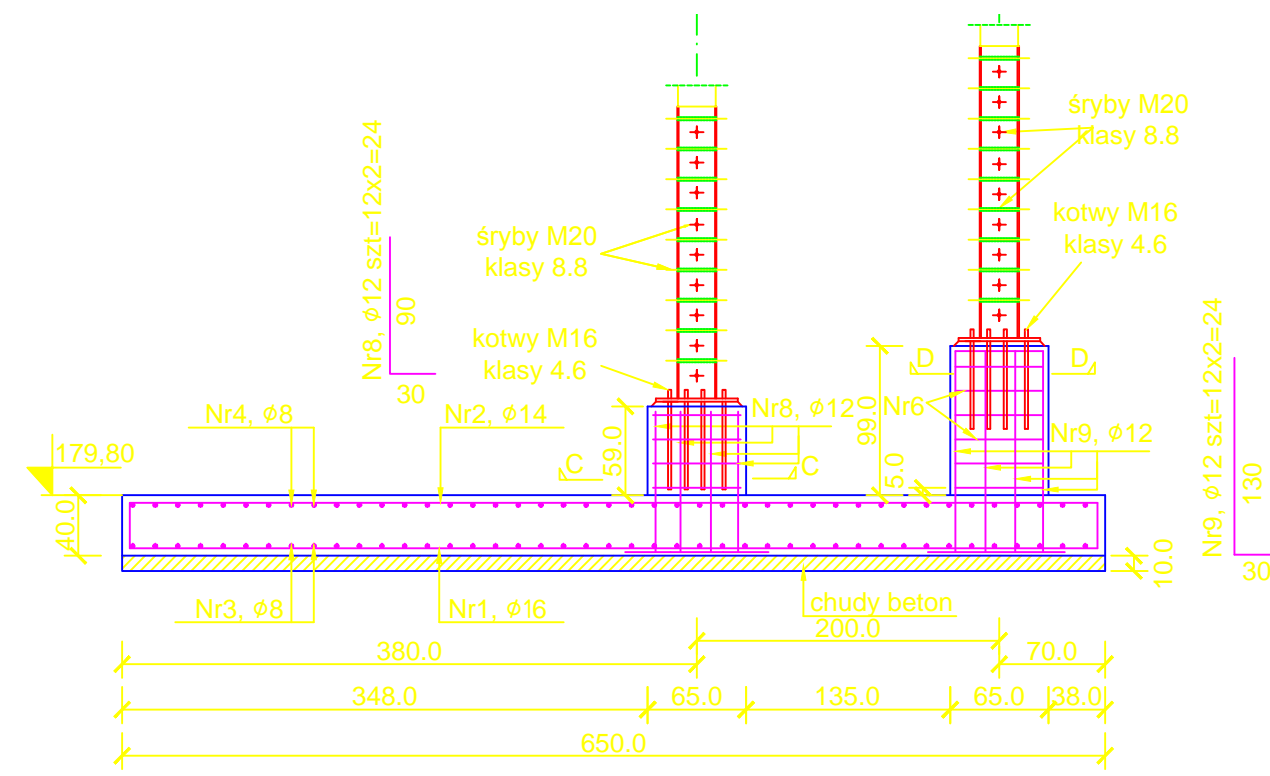 śryby M20
klasy 8.8
Nr8, ϕ12 szt=12x2=24
90
30
śryby M20
klasy 8.8
kotwy M16
klasy 4.6
kotwy M16
klasy 4.6
Nr9, ϕ12 szt=12x2=24
130
30
D
D
Nr4, ϕ8
Nr2, ϕ14
Nr8, ϕ12
Nr6
Nr9, ϕ12
59.0
99.0
5.0
C
C
179,80
40.0
10.0
Nr3, ϕ8
Nr1, ϕ16
chudy beton
200.0
380.0
70.0
348.0
65.0
135.0
65.0
38.0
650.0